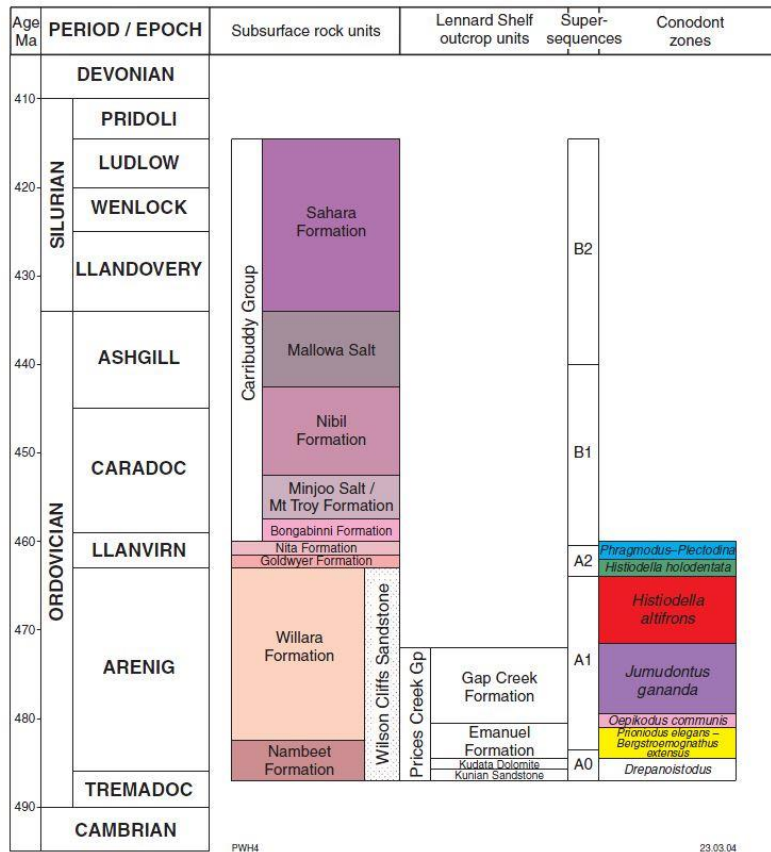 Age
Ma
PERIOD / EPOCH
Subsurface rock units
Lennard Shelf
outcrop units
Super-
sequences
Conodont
zones
410
420
430
440
450
460
470
480
490
SILURIAN
ORDOVICIAN
DEVONIAN
PRIDOLI
LUDLOW
WENLOCK
LLANDOVERY
ASHGILL
CARADOC
LLANVIRN
ARENIG
TREMADOC
CAMBRIAN
Carribuddy Group
Sahara
Formation
Mallowa Salt
Nibil
Formation
Minjoo Salt /
Mt Troy Formation
Bongabinni Formation
Nita Formation
Goldwyer Formation
Willara
Formation
Nambeet
Formation
Wilson Cliffs Sandstone
Prices Creek Gp
Gap Creek
Formation
Emanuel
Formation
Kudata Dolomite
Kunian Sandstone
B2
B1
A2
A1
A0
Phragmodus–Plectodina
Histiodella holodentata
Histiodella
altifrons
Jumudontus
gananda
Oepikodus communis
Prioniodus elegans –
Bergstroemognathus
extensus
Drepanoistodus
PWH4
23.03.04